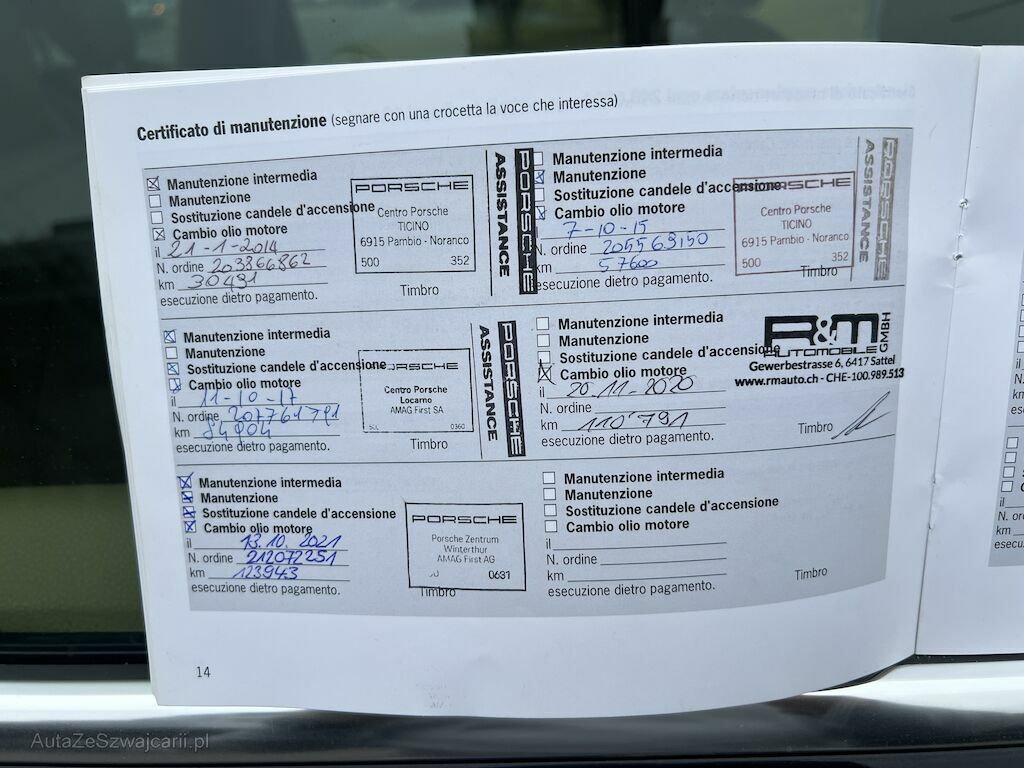 Certificato di manutenzione (segnare con una crocetta la voce che interessa)
Manutenzione intermedia
Manutenzione
Sostituzione candele d'accensione
Cambio olio motore
il 21-1-2014
N. ordine 203866862
km 30491
esecuzione dietro pagamento.
PORSCHE
Centro Porsche
TICINO
6915 Pambio - Noranco
500 352
Timbro
PORSCHE
ASSISTANCE
Manutenzione intermedia
Manutenzione
Sostituzione candele d'accensione
Cambio olio motore
7-10-15
N. ordine 205569150
km 57600
esecuzione dietro pagamento.
PORSCHE
Centro Porsche
TICINO
6915 Pambio - Noranco
500 352
Timbro
PORSCHE
ASSISTANCE
Manutenzione intermedia
Manutenzione
Sostituzione candele d'accensione
Cambio olio motore
il 11-10-17
N. ordine 207761791
km 84904
esecuzione dietro pagamento.
PORSCHE
Centro Porsche
Locarno
AMAG First SA
0360
Timbro
PORSCHE
ASSISTANCE
Manutenzione intermedia
Manutenzione
Sostituzione candele d'accensione
Cambio olio motore
il 20.11.2020
N. ordine
km 110'791
esecuzione dietro pagamento.
R&M
AUTOMOBILE GMBH
Gewerbestrasse 6, 6417 Sattel
www.rmauto.ch - CHE-100.989.513
Timbro
Manutenzione intermedia
Manutenzione
Sostituzione candele d'accensione
Cambio olio motore
il 13.10.2021
N. ordine 212072251
km 123943
esecuzione dietro pagamento.
PORSCHE
Porsche Zentrum
Winterthur
AMAG First AG
0631
Timbro
Manutenzione intermedia
Manutenzione
Sostituzione candele d'accensione
Cambio olio motore
il
N. ordine
km
esecuzione dietro pagamento.
Timbro
14
AutaZeSzwajcarii.pl